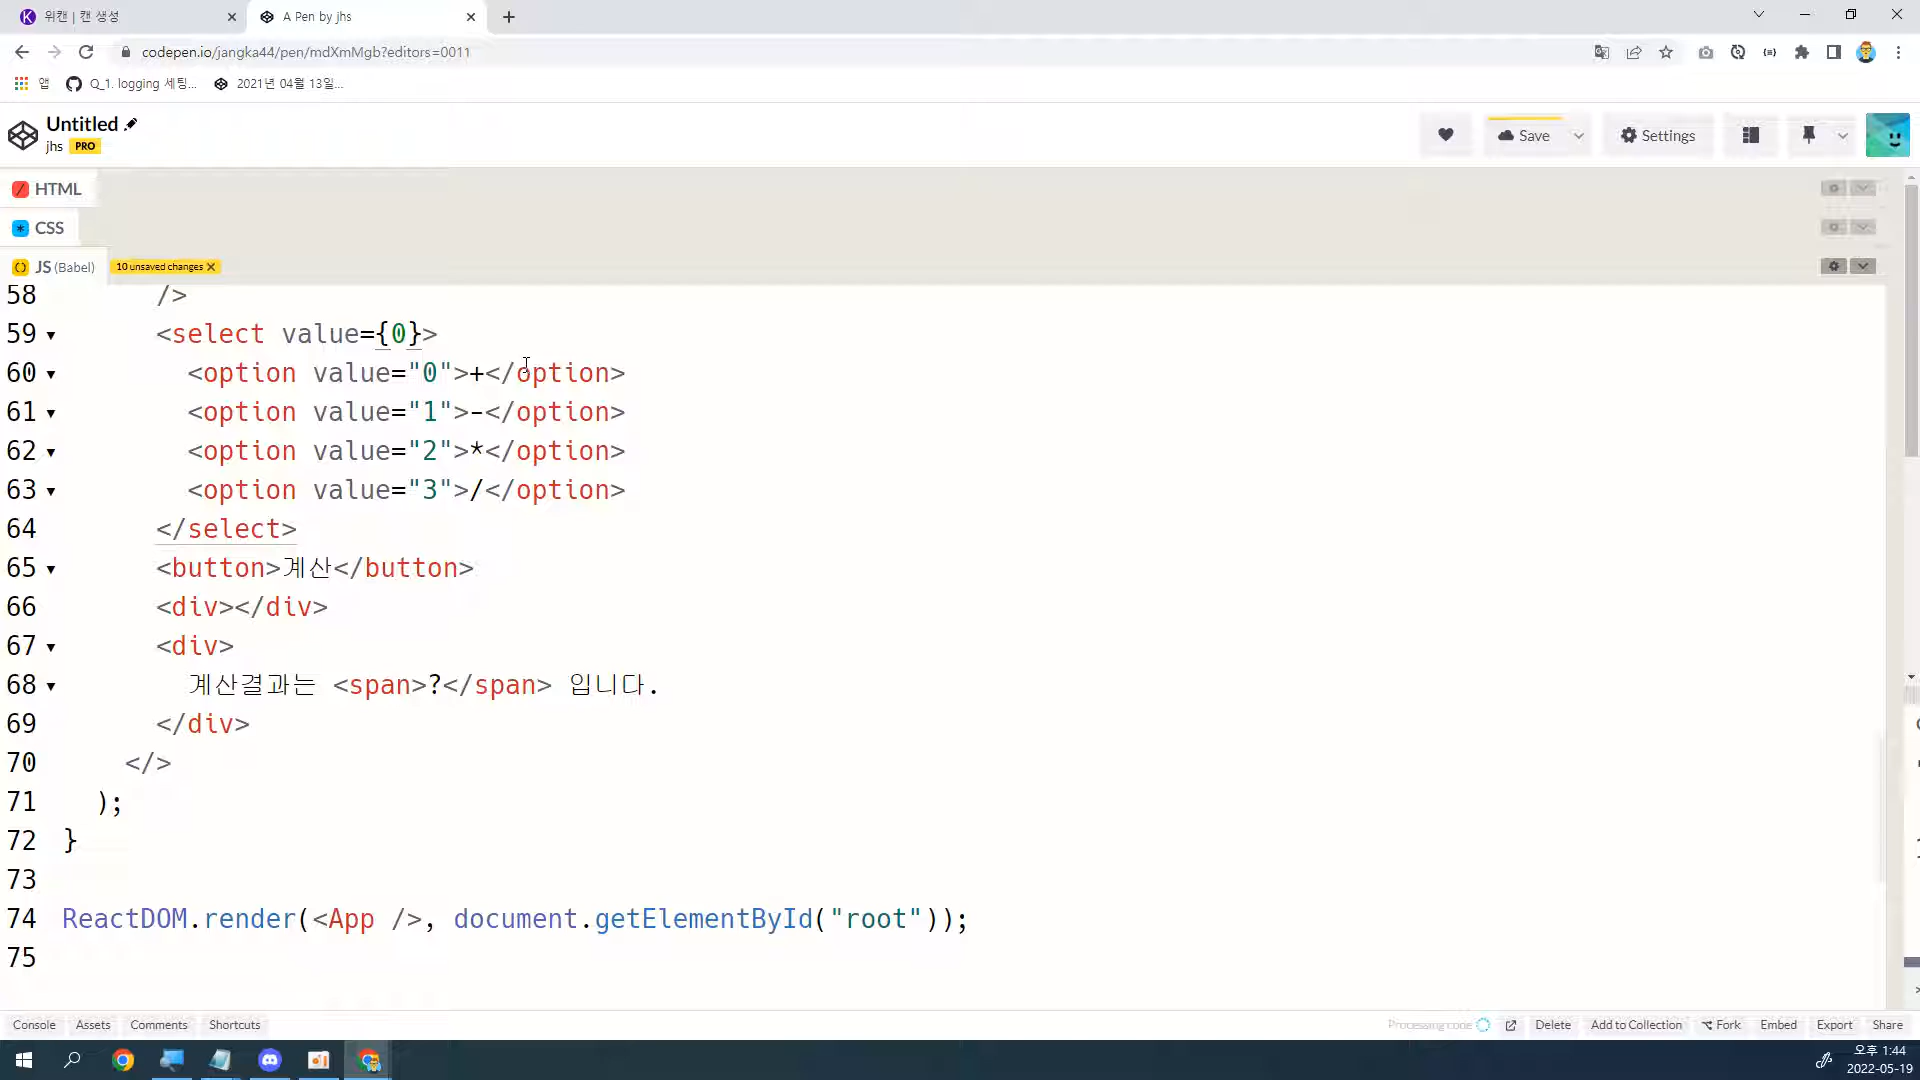 위캔 | 캔 생성
A Pen by jhs
codepen.io/jangka44/pen/mdXmMgb?editors=0011
앱
Q_1. logging 세팅...
2021년 04월 13일...
Untitled
jhs PRO
Save
Settings
HTML
CSS
JS (Babel)
10 unsaved changes X
58 />
59 <select value={0}>
60 <option value="0">+</option>
61 <option value="1">-</option>
62 <option value="2">*</option>
63 <option value="3">/</option>
64 </select>
65 <button>계산</button>
66 <div></div>
67 <div>
68 계산결과는 <span>?</span> 입니다.
69 </div>
70 </>
71 );
72 }
73
74 ReactDOM.render(<App />, document.getElementById("root"));
75
Console Assets Comments Shortcuts
Processing code Delete Add to Collection Fork Embed Export Share
오후 1:44
2022-05-19